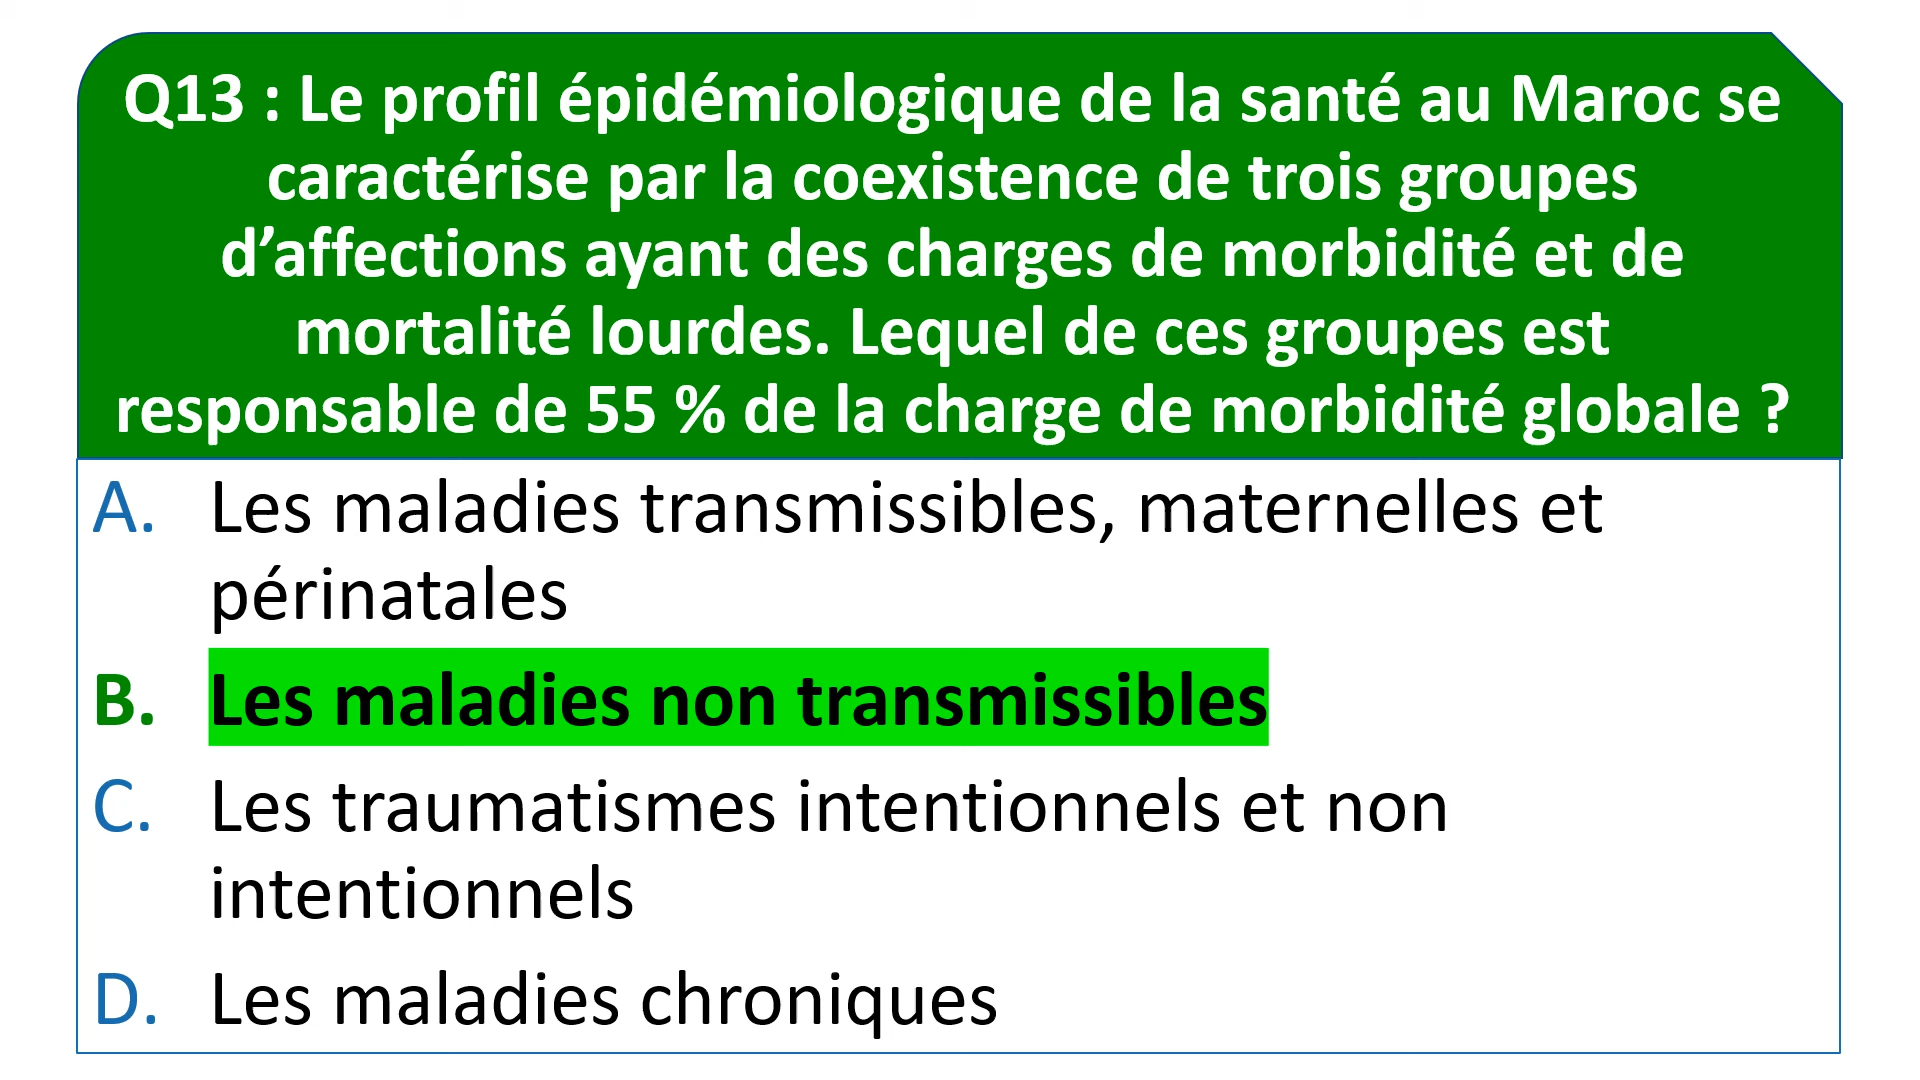 Q13 : Le profil épidémiologique de la santé au Maroc se
caractérise par la coexistence de trois groupes
d’affections ayant des charges de morbidité et de
mortalité lourdes. Lequel de ces groupes est
responsable de 55 % de la charge de morbidité globale ?
A. Les maladies transmissibles, maternelles et
périnatales
B. Les maladies non transmissibles
C. Les traumatismes intentionnels et non
intentionnels
D. Les maladies chroniques